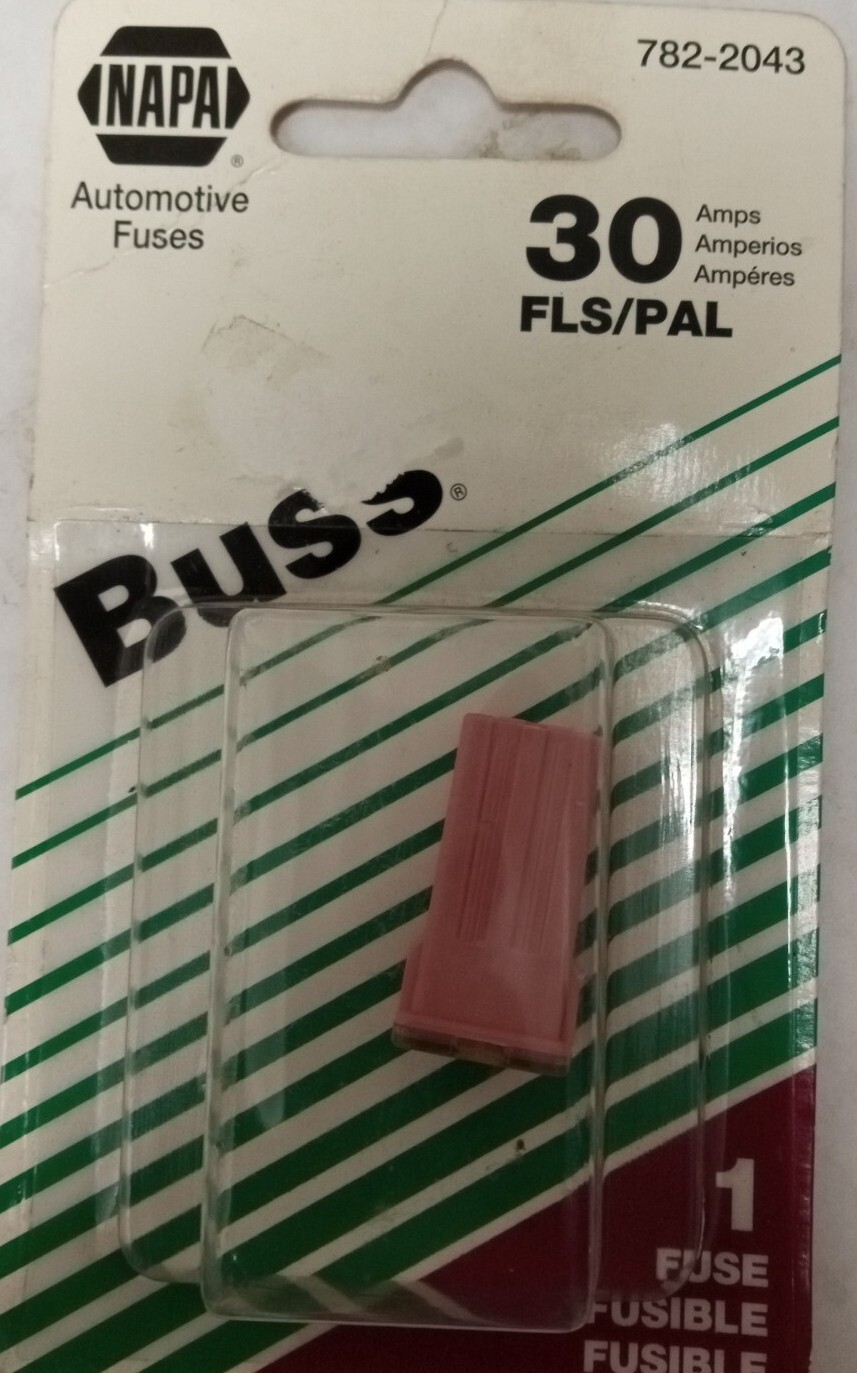 NAPA®
Automotive
Fuses
782-2043
30
Amps
Amperios
Ampéres
FLS/PAL
Buss®
1
FUSE
FUSIBLE
FUSIBLE